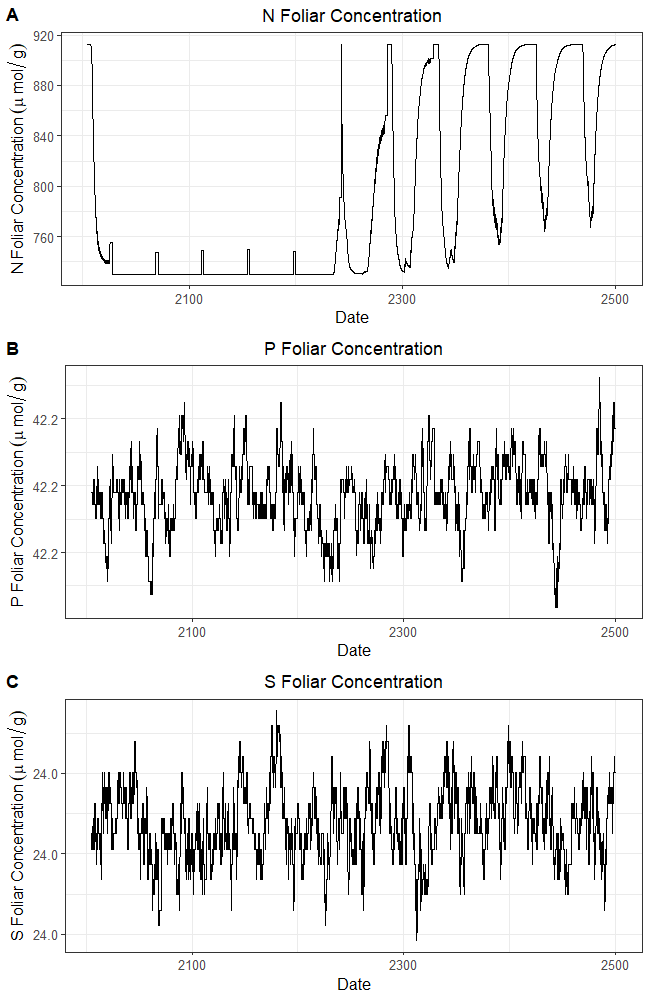 A
N Foliar Concentration
N Foliar Concentration (μ mol/g)
920
880
840
800
760
2100
2300
2500
Date
B
P Foliar Concentration
P Foliar Concentration (μ mol/g)
42.2
42.2
42.2
2100
2300
2500
Date
C
S Foliar Concentration
S Foliar Concentration (μ mol/g)
24.0
24.0
24.0
2100
2300
2500
Date